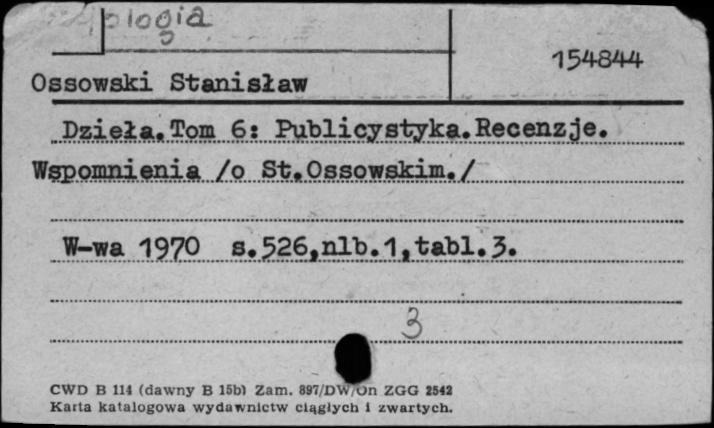 154844
Ossowski Stanisław
Dzieła.Tom 6: Publicystyka.Recenzje.
Wspomnienia /o St.Ossowskim./
W-wa 1970 s.526,nlb.1,tabl.3.
3
CWD B 114 (dawny B 15b) Zam. 897/DW/On ZGG 2542
Karta katalogowa wydawnictw ciągłych i zwartych.